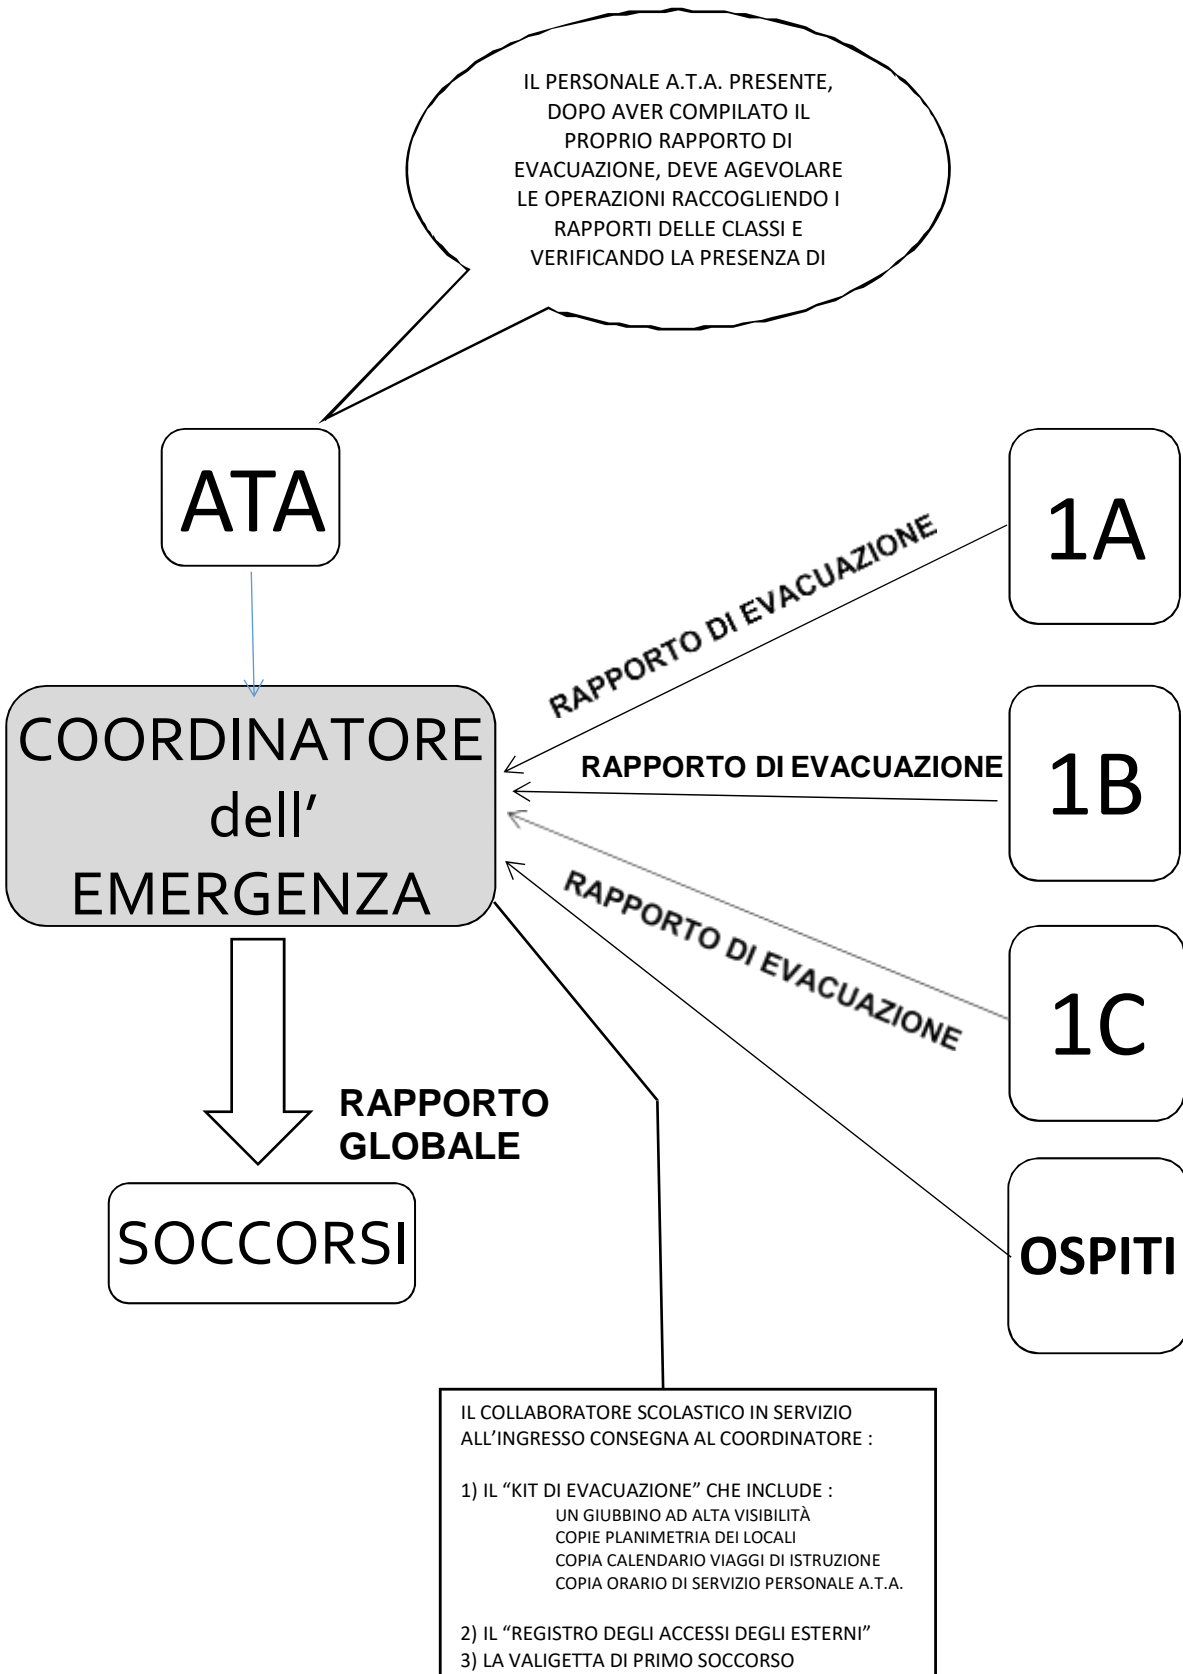 IL PERSONALE A.T.A. PRESENTE,
DOPO AVER COMPILATO IL
PROPRIO RAPPORTO DI
EVACUAZIONE, DEVE AGEVOLARE
LE OPERAZIONI RACCOGLIENDO I
RAPPORTI DELLE CLASSI E
VERIFICANDO LA PRESENZA DI
ATA
1A
RAPPORTO DI EVACUAZIONE
COORDINATORE
dell’
EMERGENZA
RAPPORTO DI EVACUAZIONE
1B
RAPPORTO DI EVACUAZIONE
1C
RAPPORTO
GLOBALE
SOCCORSI
OSPITI
IL COLLABORATORE SCOLASTICO IN SERVIZIO
ALL’INGRESSO CONSEGNA AL COORDINATORE :
1) IL “KIT DI EVACUAZIONE” CHE INCLUDE :
UN GIUBBINO AD ALTA VISIBILITÀ
COPIE PLANIMETRIA DEI LOCALI
COPIA CALENDARIO VIAGGI DI ISTRUZIONE
COPIA ORARIO DI SERVIZIO PERSONALE A.T.A.
2) IL “REGISTRO DEGLI ACCESSI DEGLI ESTERNI”
3) LA VALIGETTA DI PRIMO SOCCORSO